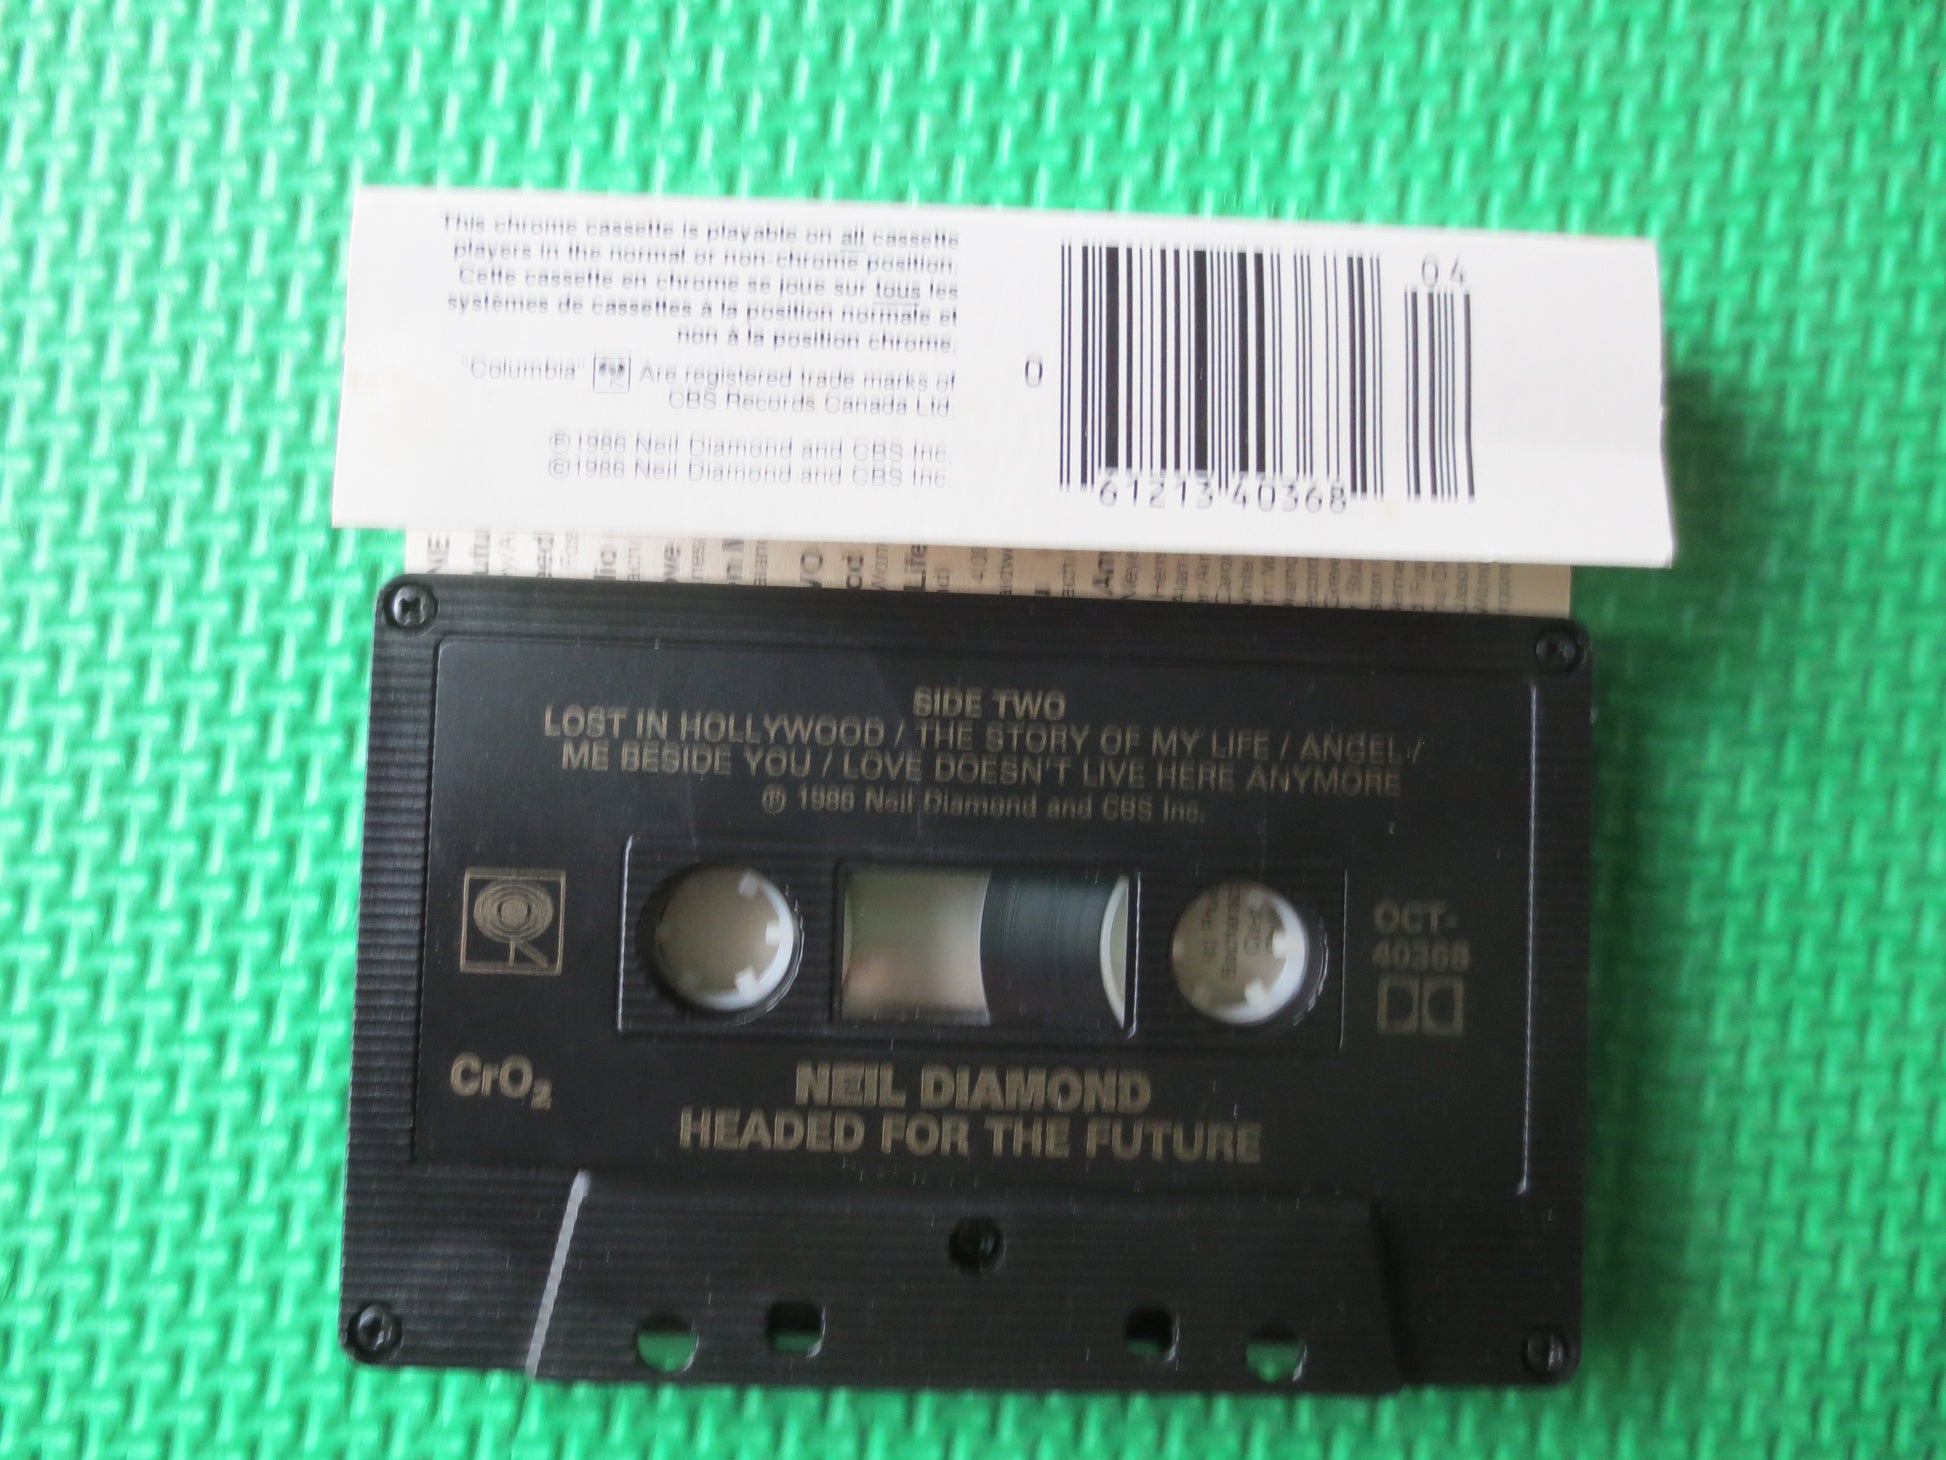 This chrome cassette is playable on all cassette
players in the normal or non-chrome position.
Cette cassette en chrome se joue sur tous les
systèmes de cassettes à la position normale et
non à la position chrome.
"Columbia" Are registered trade marks of
CBS Records Canada Ltd.
℗ 1986 Neil Diamond and CBS Inc.
© 1986 Neil Diamond and CBS Inc.
04
0
61213 40368
SIDE TWO
LOST IN HOLLYWOOD / THE STORY OF MY LIFE / ANGEL /
ME BESIDE YOU / LOVE DOESN'T LIVE HERE ANYMORE
℗ 1986 Neil Diamond and CBS Inc.
OCT-
40368
CrO₂
NEIL DIAMOND
HEADED FOR THE FUTURE